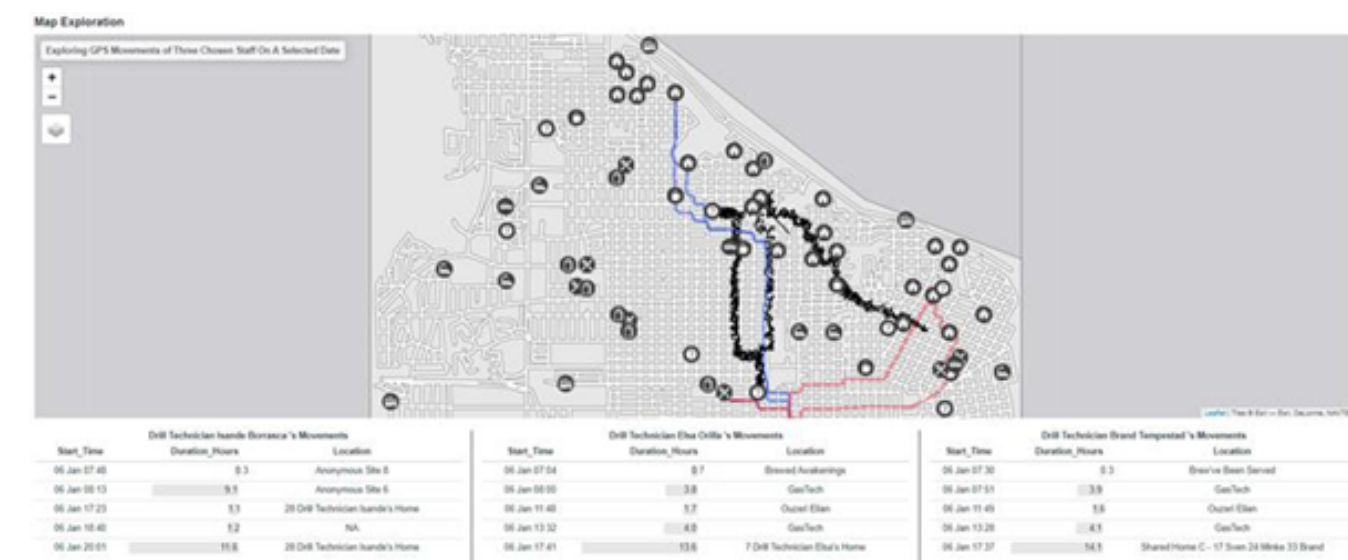 Map Exploration
Exploring GPS Movements of Three Chosen Staff On A Selected Date
+
−
Leaflet
Drill Technician Isande Borrasca 's Movements
Start_Time Duration_Hours Location
06 Jan 07:48 0.3 Anonymous Site 8
06 Jan 08:13 9.1 Anonymous Site 6
06 Jan 17:23 1.1 28 Drill Technician Isande's Home
06 Jan 18:40 1.2 NA
06 Jan 20:01 11.6 28 Drill Technician Isande's Home
Drill Technician Elsa Orilla 's Movements
Start_Time Duration_Hours Location
06 Jan 07:04 0.7 Brewed Awakenings
06 Jan 08:00 3.8 GasTech
06 Jan 11:48 1.7 Ouzeri Elian
06 Jan 13:32 4.0 GasTech
06 Jan 17:41 13.6 7 Drill Technician Elsa's Home
Drill Technician Brand Tempestad 's Movements
Start_Time Duration_Hours Location
06 Jan 07:30 0.3 Brew've Been Served
06 Jan 07:51 3.9 GasTech
06 Jan 11:49 1.6 Ouzeri Elian
06 Jan 13:28 4.1 GasTech
06 Jan 17:37 14.1 Shared Home C - 17 Sven 24 Minke 33 Brand